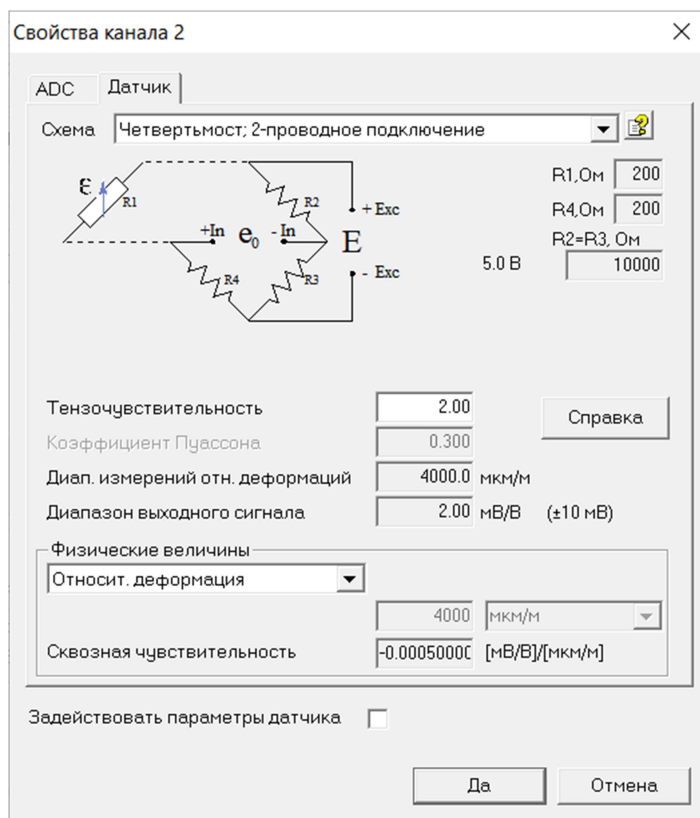 Свойства канала 2
ADC Датчик
Схема Четвертьмост; 2-проводное подключение
ε R1 R2 + Exc R1,Ом 200
+In e0 - In E R4,Ом 200
R4 R3 - Exc 5.0 В R2=R3, Ом
10000
Тензочувствительность 2.00 Справка
Коэффициент Пуассона 0.300
Диап. измерений отн. деформаций 4000.0 мкм/м
Диапазон выходного сигнала 2.00 мВ/В (±10 мВ)
Физические величины
Относит. деформация
4000 мкм/м
Сквозная чувствительность -0.00050000 [мВ/В]/[мкм/м]
Задействовать параметры датчика
Да Отмена